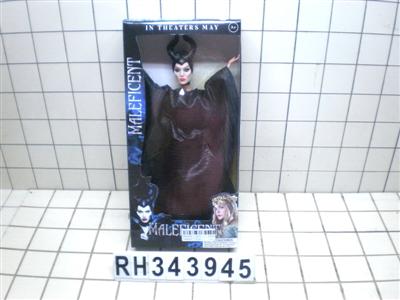 IN THEATERS MAY
MALEFICENT
MALEFICENT
RH343945